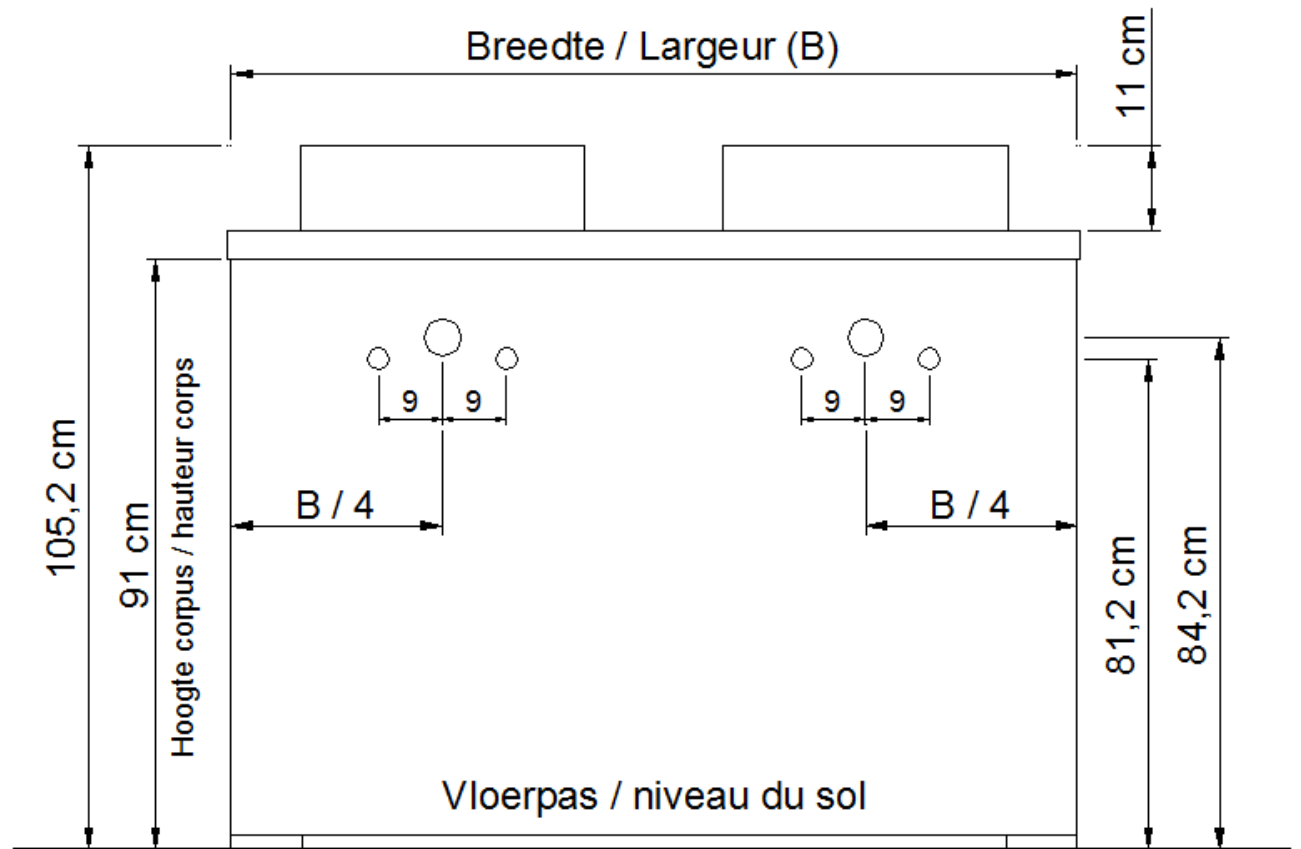 Breedte / Largeur (B)
11 cm
105,2 cm
91 cm
Hoogte corpus / hauteur corps
9
9
9
9
B / 4
B / 4
81,2 cm
84,2 cm
Vloerpas / niveau du sol